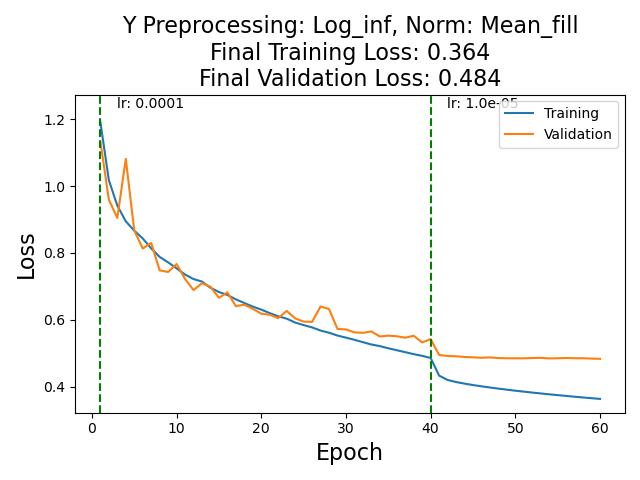 Y Preprocessing: Log_inf, Norm: Mean_fill
Final Training Loss: 0.364
Final Validation Loss: 0.484
lr: 0.0001
lr: 1.0e-05
Training
Validation
1.2
1.0
0.8
0.6
0.4
Loss
0
10
20
30
40
50
60
Epoch